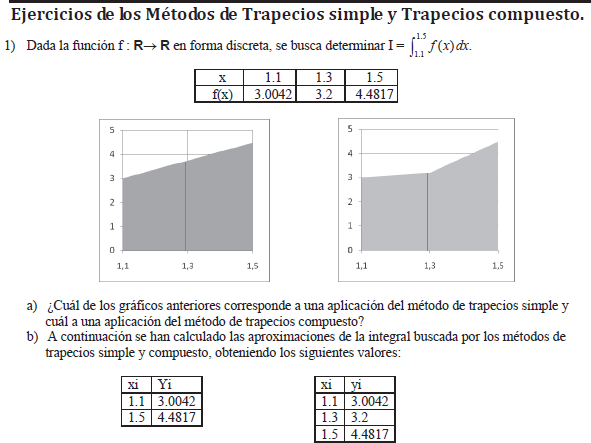 Ejercicios de los Métodos de Trapecios simple y Trapecios compuesto.
1) Dada la función f : R→ R en forma discreta, se busca determinar I = ∫_{1.1}^{1.5} f(x) dx.
x 1.1 1.3 1.5
f(x) 3.0042 3.2 4.4817
5
4
3
2
1
0
1,1 1,3 1,5
5
4
3
2
1
0
1,1 1,3 1,5
a) ¿Cuál de los gráficos anteriores corresponde a una aplicación del método de trapecios simple y
cuál a una aplicación del método de trapecios compuesto?
b) A continuación se han calculado las aproximaciones de la integral buscada por los métodos de
trapecios simple y compuesto, obteniendo los siguientes valores:
xi Yi
1.1 3.0042
1.5 4.4817
xi yi
1.1 3.0042
1.3 3.2
1.5 4.4817